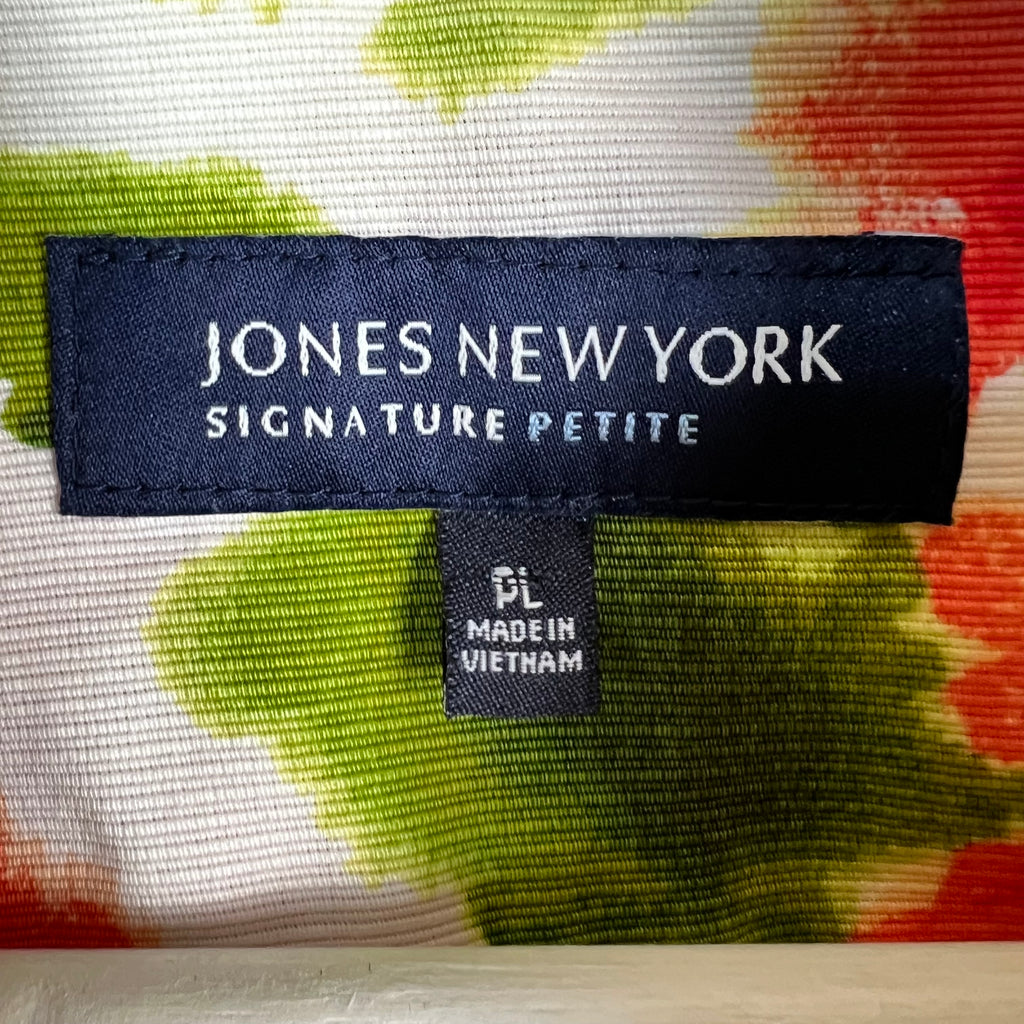 JONES NEW YORK
SIGNATURE PETITE
PL
MADE IN
VIETNAM